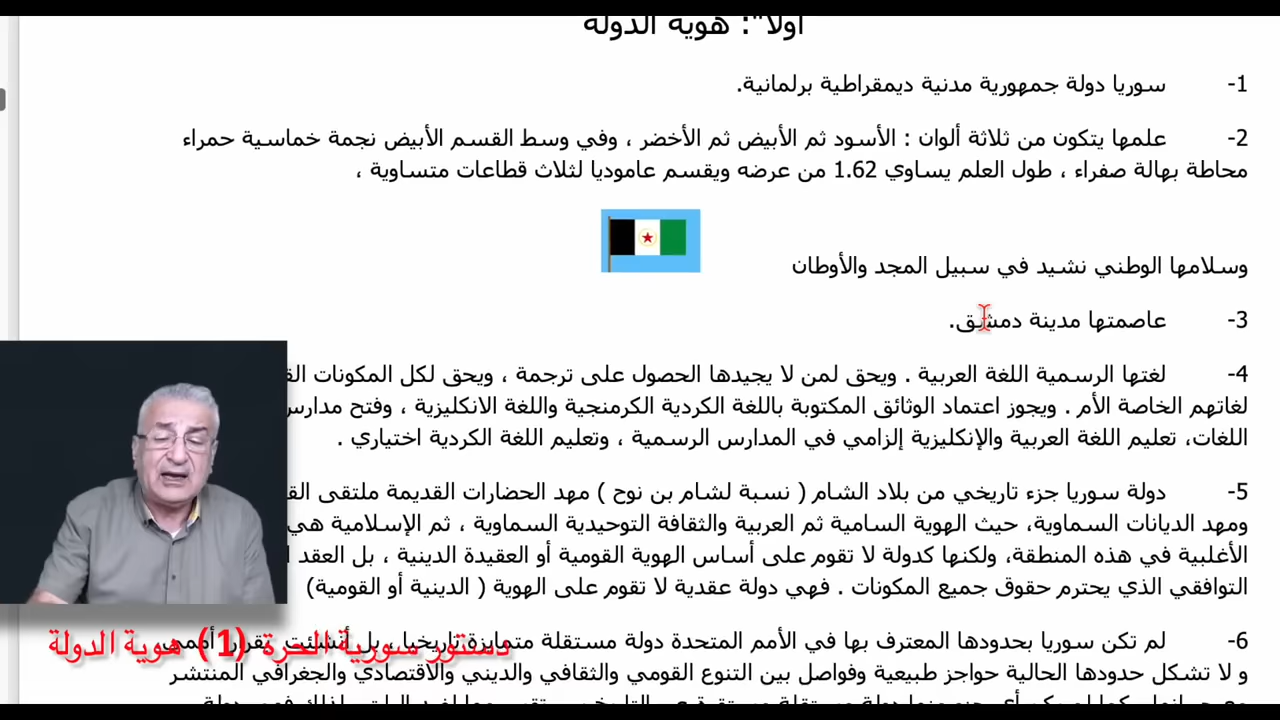 أولا": هوية الدولة
1- سوريا دولة جمهورية مدنية ديمقراطية برلمانية.
2- علمها يتكون من ثلاثة ألوان : الأسود ثم الأبيض ثم الأخضر ، وفي وسط القسم الأبيض نجمة خماسية حمراء
محاطة بهالة صفراء ، طول العلم يساوي 1.62 من عرضه ويقسم عاموديا لثلاث قطاعات متساوية ،
وسلامها الوطني نشيد في سبيل المجد والأوطان
3- عاصمتها مدينة دمشق.
4- لغتها الرسمية اللغة العربية . ويحق لمن لا يجيدها الحصول على ترجمة ، ويحق لكل المكونات
لغاتهم الخاصة الأم . ويجوز اعتماد الوثائق المكتوبة باللغة الكردية الكرمنجية واللغة الانكليزية ، وفتح مدارس
اللغات، تعليم اللغة العربية والإنكليزية إلزامي في المدارس الرسمية ، وتعليم اللغة الكردية اختياري .
5- دولة سوريا جزء تاريخي من بلاد الشام ( نسبة لشام بن نوح ) مهد الحضارات القديمة ملتقى
ومهد الديانات السماوية، حيث الهوية السامية ثم العربية والثقافة التوحيدية السماوية ، ثم الإسلامية هي
الأغلبية في هذه المنطقة، ولكنها كدولة لا تقوم على أساس الهوية القومية أو العقيدة الدينية ، بل العقد
التوافقي الذي يحترم حقوق جميع المكونات . فهي دولة عقدية لا تقوم على الهوية ( الدينية أو القومية)
6- لم تكن سوريا بحدودها المعترف بها في الأمم المتحدة دولة مستقلة متمايزة تاريخيا ، بل أنشئت بقرار أممي
دستور سورية الحرة (1) هوية الدولة
و لا تشكل حدودها الحالية حواجز طبيعية وفواصل بين التنوع القومي والثقافي والديني والاقتصادي والجغرافي المنتشر